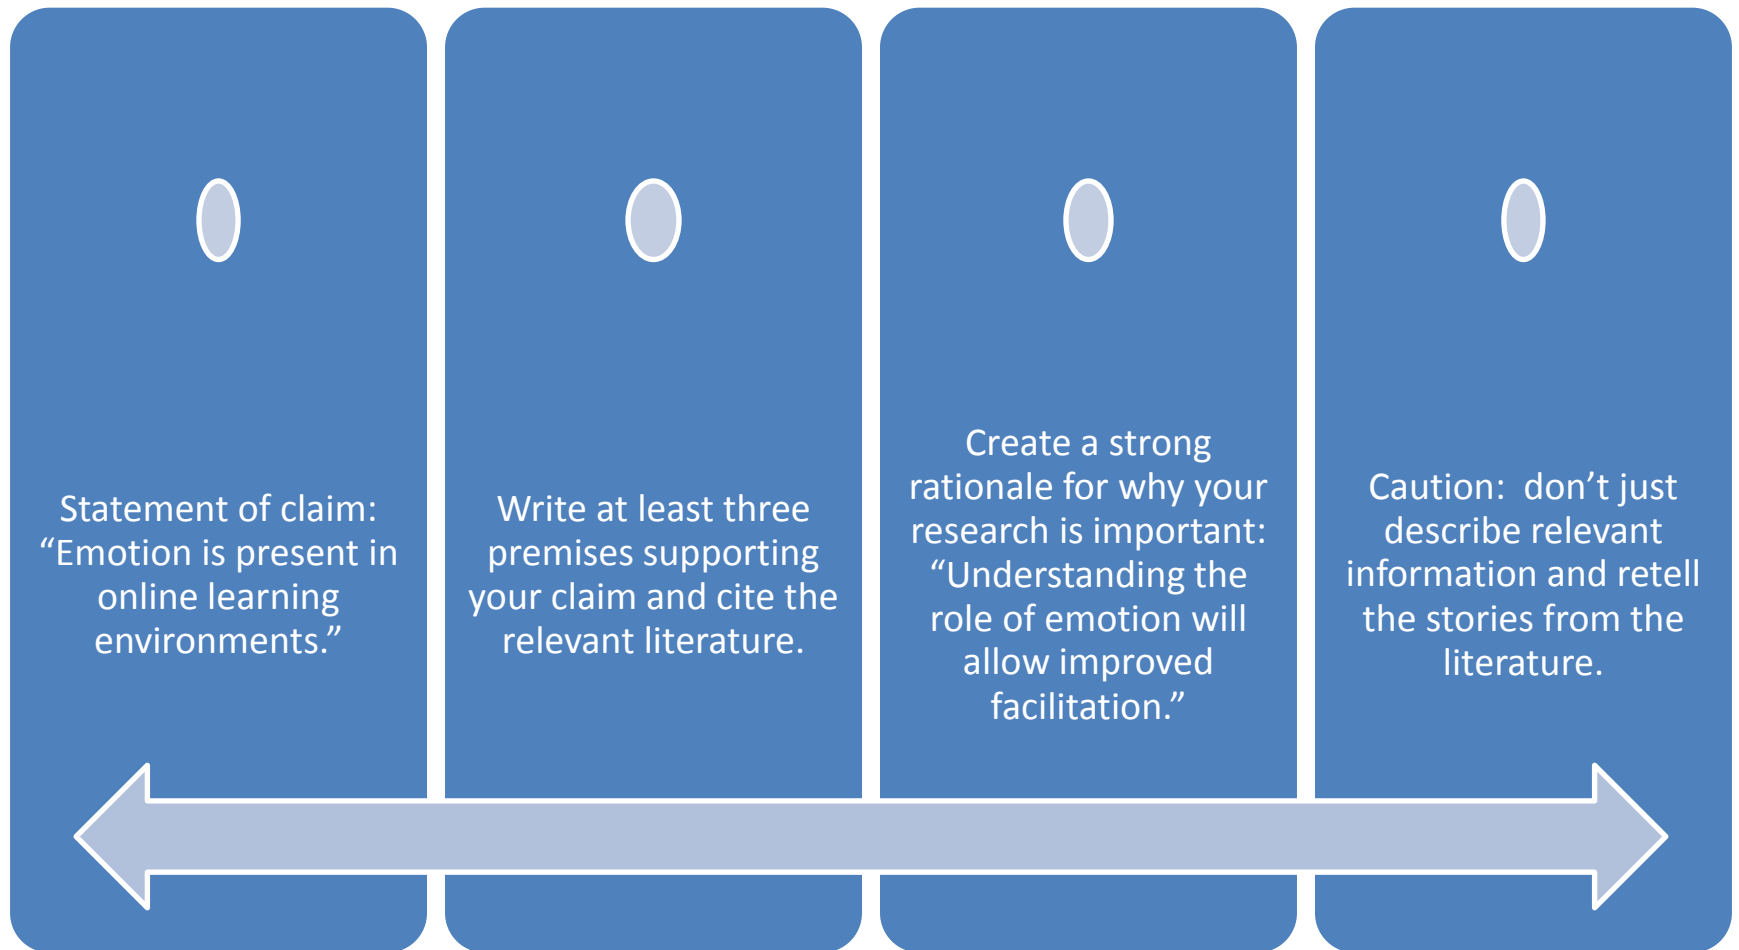 Statement of claim:
“Emotion is present in
online learning
environments.”
Write at least three
premises supporting
your claim and cite the
relevant literature.
Create a strong
rationale for why your
research is important:
“Understanding the
role of emotion will
allow improved
facilitation.”
Caution:  don’t just
describe relevant
information and retell
the stories from the
literature.